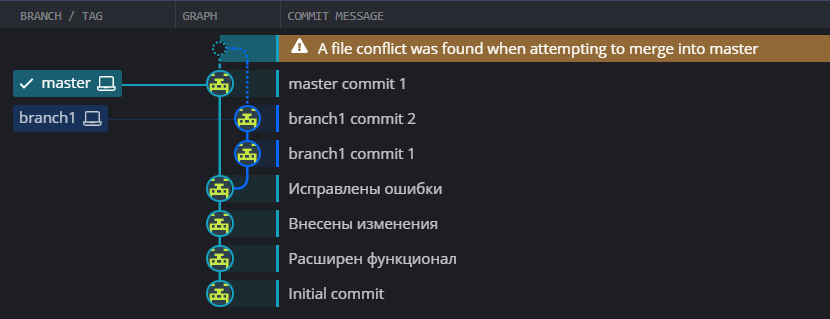 BRANCH / TAG GRAPH COMMIT MESSAGE
A file conflict was found when attempting to merge into master
master master commit 1
branch1 branch1 commit 2
branch1 commit 1
Исправлены ошибки
Внесены изменения
Расширен функционал
Initial commit